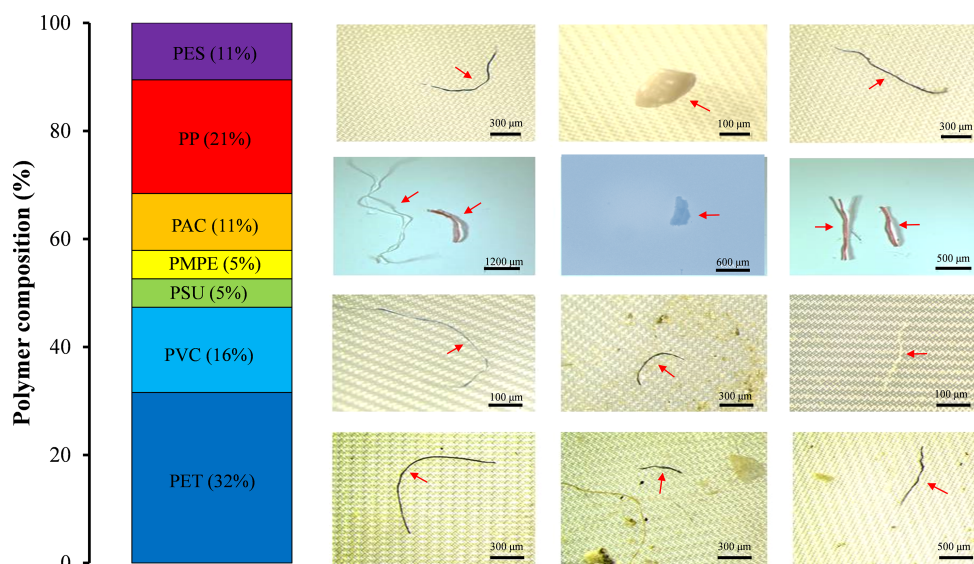 Polymer composition (%)
100
80
60
40
20
0
PES (11%)
PP (21%)
PAC (11%)
PMPE (5%)
PSU (5%)
PVC (16%)
PET (32%)
300 µm
100 µm
300 µm
1200 µm
600 µm
500 µm
100 µm
300 µm
100 µm
300 µm
300 µm
500 µm